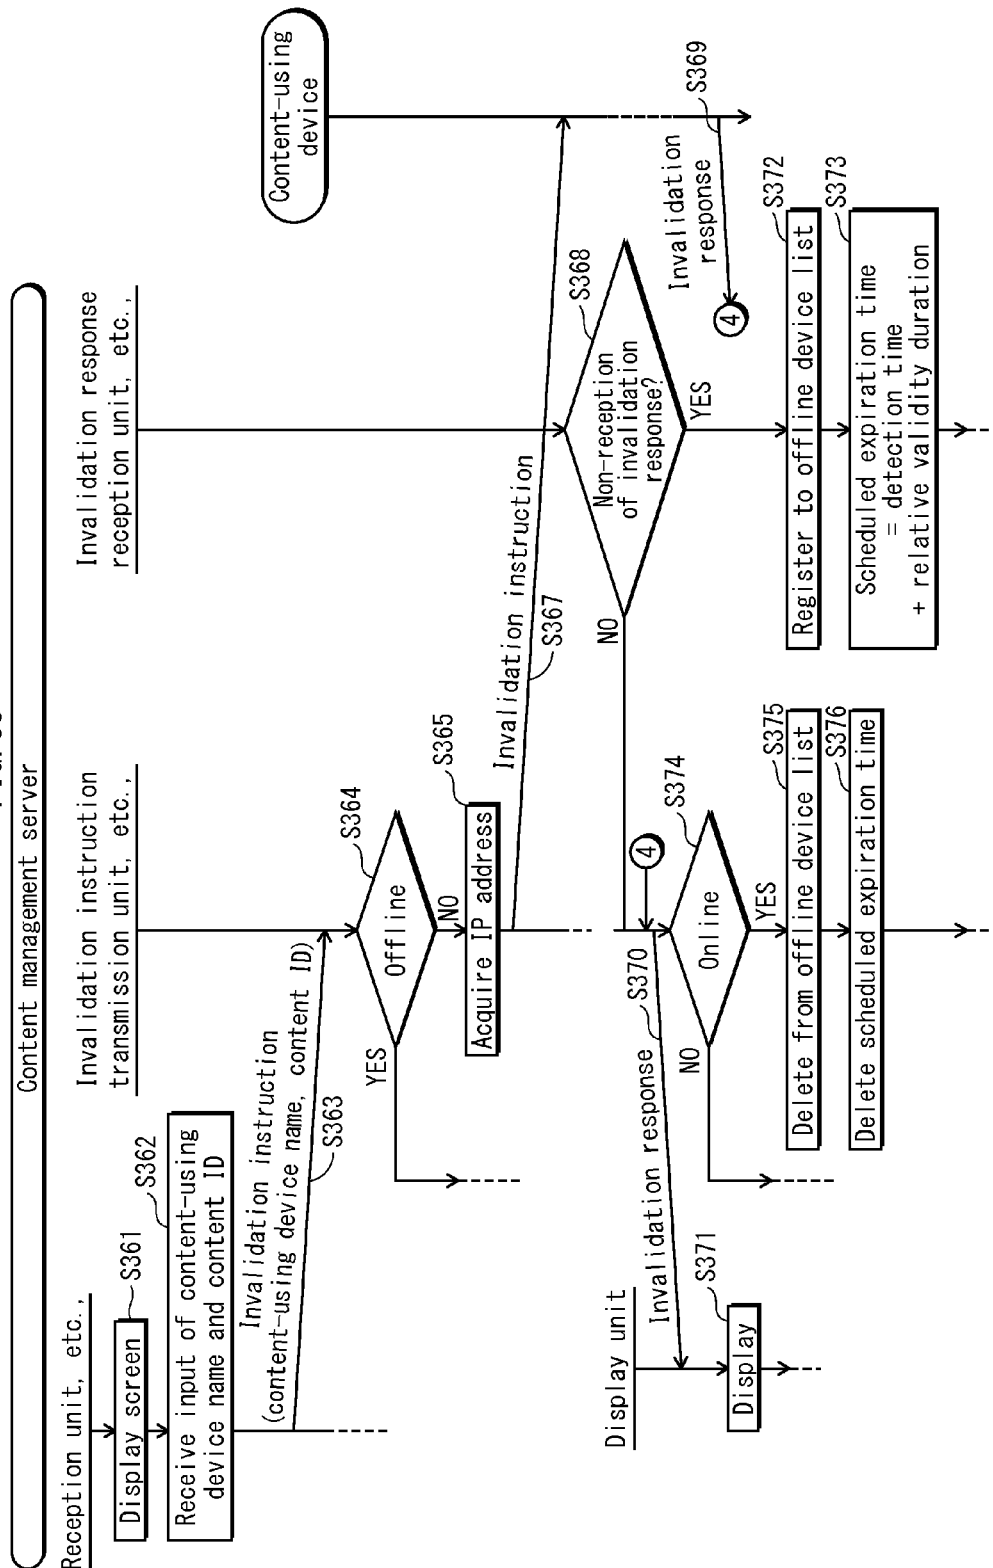 Content management server
Content-using
device
Reception unit, etc.,
Invalidation instruction
transmission unit, etc.,
Invalidation response
reception unit, etc.,
Display screen
S361
Receive input of content-using
device name and content ID
S362
Invalidation instruction
(content-using device name, content ID)
S363
Offline
S364
YES
NO
Acquire IP address
S365
Invalidation instruction
S367
Non-reception
of invalidation
response?
S368
NO
YES
Invalidation
response
S369
4
4
Display unit
Invalidation response
S370
Display
S371
Online
S374
NO
YES
Register to offline device list
S372
Scheduled expiration time
= detection time
+ relative validity duration
S373
Delete from offline device list
S375
Delete scheduled expiration time
S376